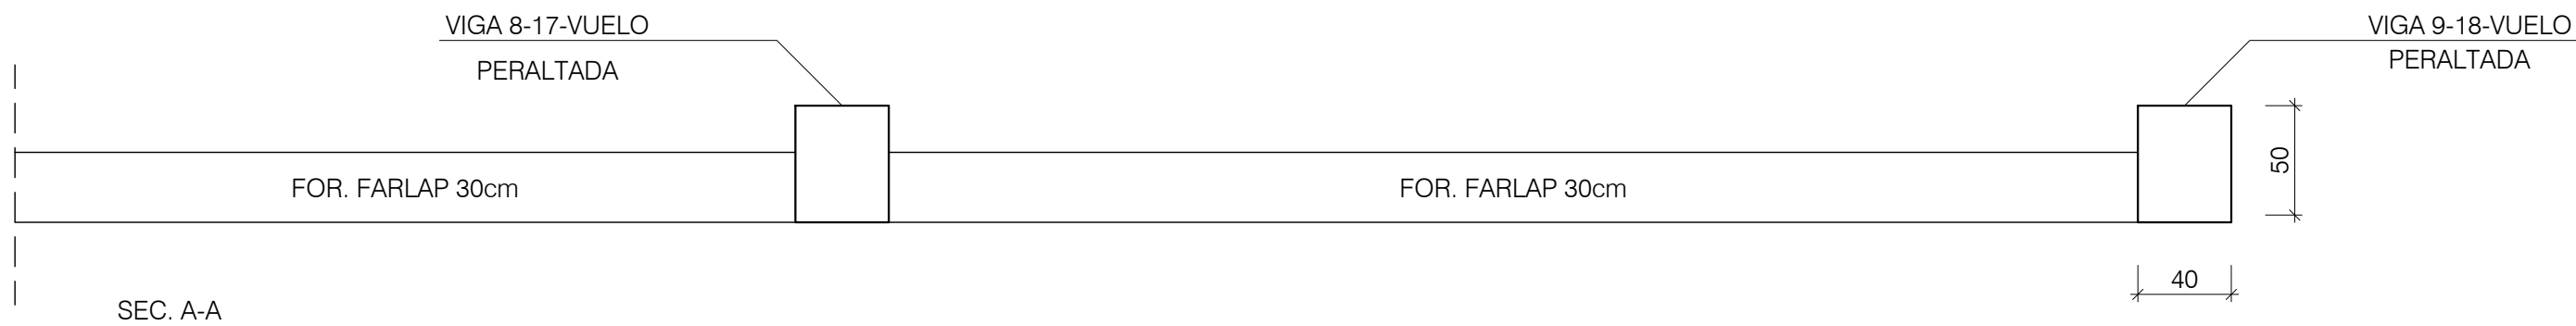 VIGA 8-17-VUELO
PERALTADA
VIGA 9-18-VUELO
PERALTADA
FOR. FARLAP 30cm
FOR. FARLAP 30cm
50
40
SEC. A-A